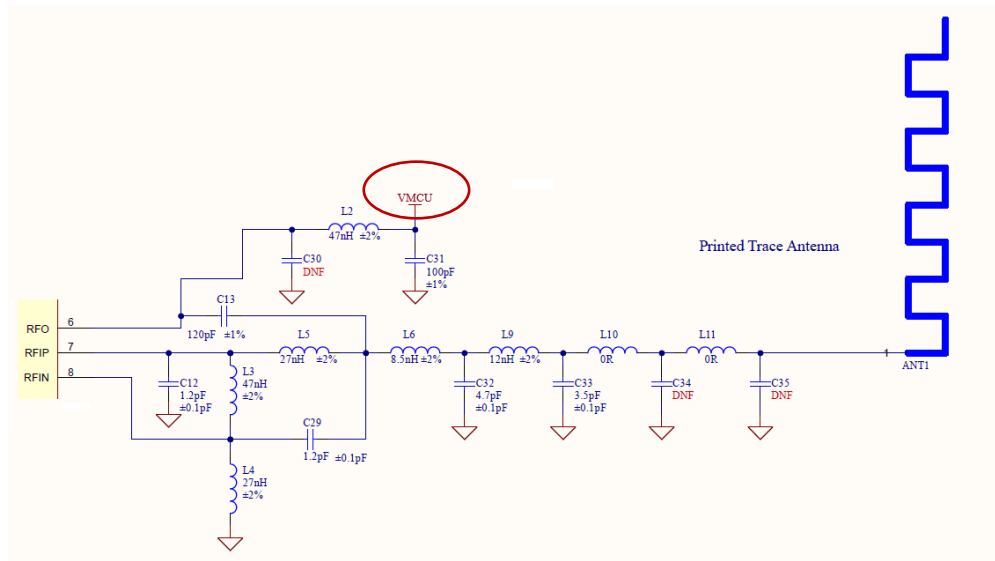 VMCU
L2
47nH ±2%
C30
DNF
C31
100pF
±1%
Printed Trace Antenna
C13
120pF ±1%
RFO
6
RFIP
7
RFIN
8
L5
27nH ±2%
L6
8.5nH ±2%
L9
12nH ±2%
L10
0R
L11
0R
1
ANT1
C12
1.2pF
±0.1pF
L3
47nH
±2%
C32
4.7pF
±0.1pF
C33
3.5pF
±0.1pF
C34
DNF
C35
DNF
C29
1.2pF ±0.1pF
L4
27nH
±2%